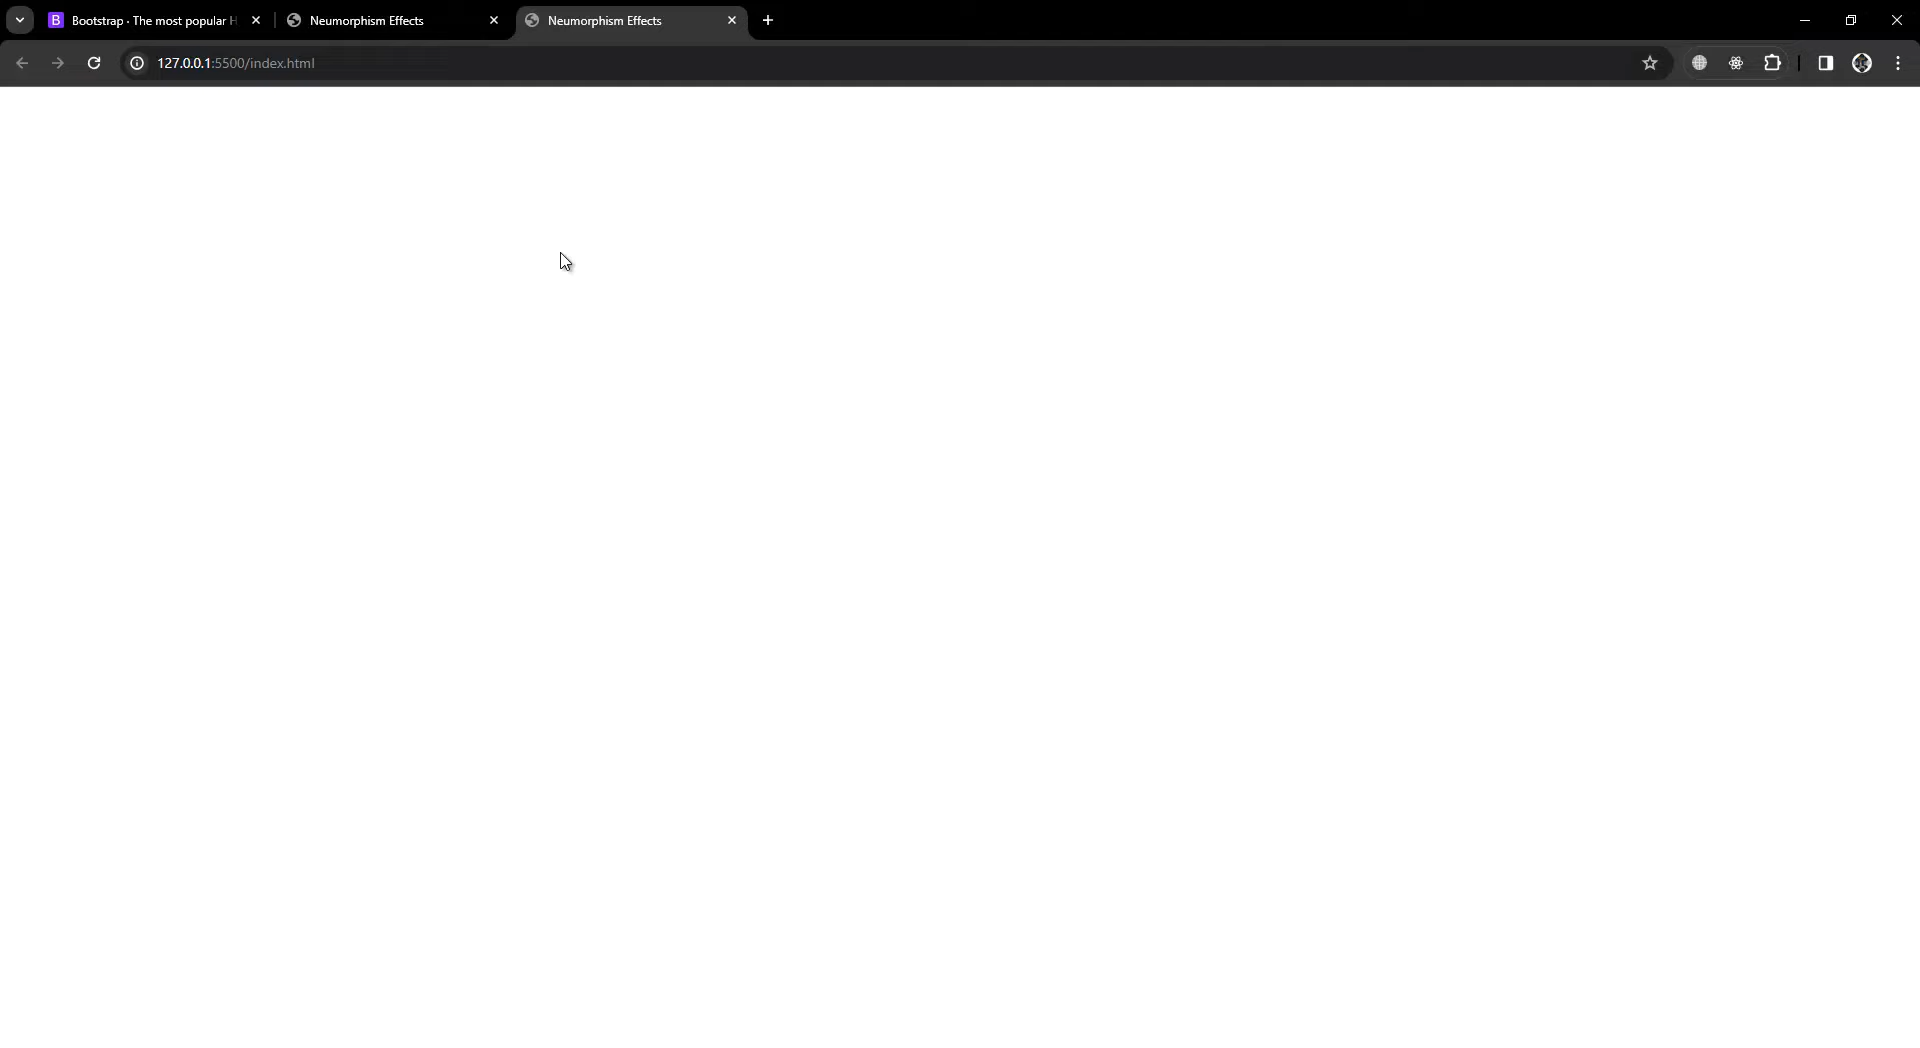 B Bootstrap · The most popular H
Neumorphism Effects
Neumorphism Effects
127.0.0.1:5500/index.html